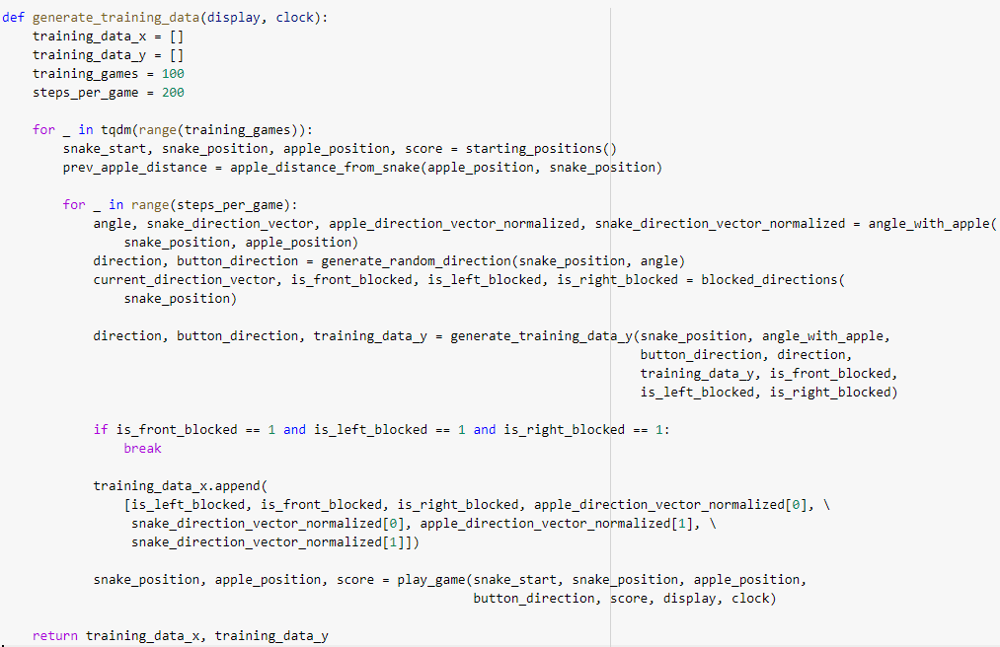 def generate_training_data(display, clock):
    training_data_x = []
    training_data_y = []
    training_games = 100
    steps_per_game = 200

    for _ in tqdm(range(training_games)):
        snake_start, snake_position, apple_position, score = starting_positions()
        prev_apple_distance = apple_distance_from_snake(apple_position, snake_position)

        for _ in range(steps_per_game):
            angle, snake_direction_vector, apple_direction_vector_normalized, snake_direction_vector_normalized = angle_with_apple(
                snake_position, apple_position)
            direction, button_direction = generate_random_direction(snake_position, angle)
            current_direction_vector, is_front_blocked, is_left_blocked, is_right_blocked = blocked_directions(
                snake_position)

            direction, button_direction, training_data_y = generate_training_data_y(snake_position, angle_with_apple,
                                                                                    button_direction, direction,
                                                                                    training_data_y, is_front_blocked,
                                                                                    is_left_blocked, is_right_blocked)

            if is_front_blocked == 1 and is_left_blocked == 1 and is_right_blocked == 1:
                break

            training_data_x.append(
                [is_left_blocked, is_front_blocked, is_right_blocked, apple_direction_vector_normalized[0], \
                 snake_direction_vector_normalized[0], apple_direction_vector_normalized[1], \
                 snake_direction_vector_normalized[1]])

            snake_position, apple_position, score = play_game(snake_start, snake_position, apple_position,
                                                              button_direction, score, display, clock)

    return training_data_x, training_data_y